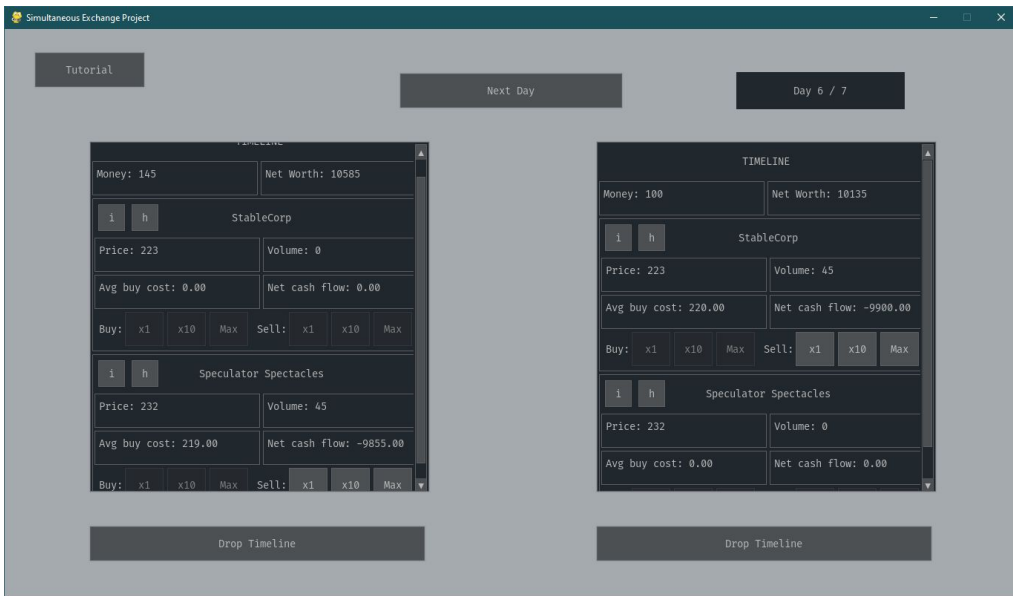 Simultaneous Exchange Project
Tutorial
Next Day
Day 6 / 7
TIMELINE
Money: 145 Net Worth: 10585
i h StableCorp
Price: 223 Volume: 0
Avg buy cost: 0.00 Net cash flow: 0.00
Buy: x1 x10 Max Sell: x1 x10 Max
i h Speculator Spectacles
Price: 232 Volume: 45
Avg buy cost: 219.00 Net cash flow: -9855.00
Buy: x1 x10 Max Sell: x1 x10 Max
Drop Timeline
TIMELINE
Money: 100 Net Worth: 10135
i h StableCorp
Price: 223 Volume: 45
Avg buy cost: 220.00 Net cash flow: -9900.00
Buy: x1 x10 Max Sell: x1 x10 Max
i h Speculator Spectacles
Price: 232 Volume: 0
Avg buy cost: 0.00 Net cash flow: 0.00
Drop Timeline